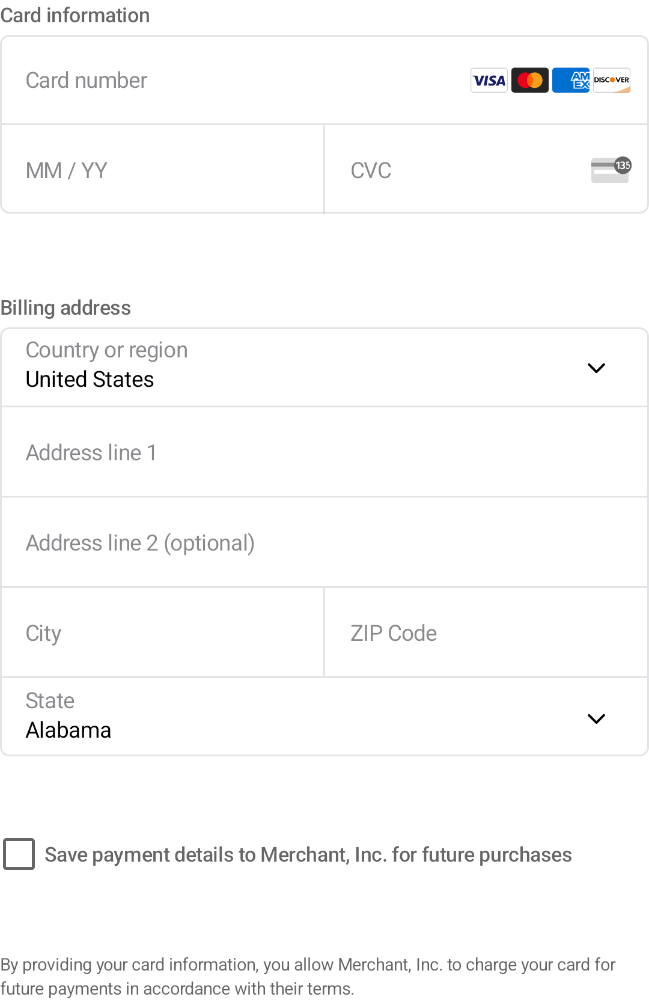 Card information
Card number VISA AM EX DISCOVER
MM / YY CVC 135
Billing address
Country or region
United States
Address line 1
Address line 2 (optional)
City ZIP Code
State
Alabama
Save payment details to Merchant, Inc. for future purchases
By providing your card information, you allow Merchant, Inc. to charge your card for
future payments in accordance with their terms.